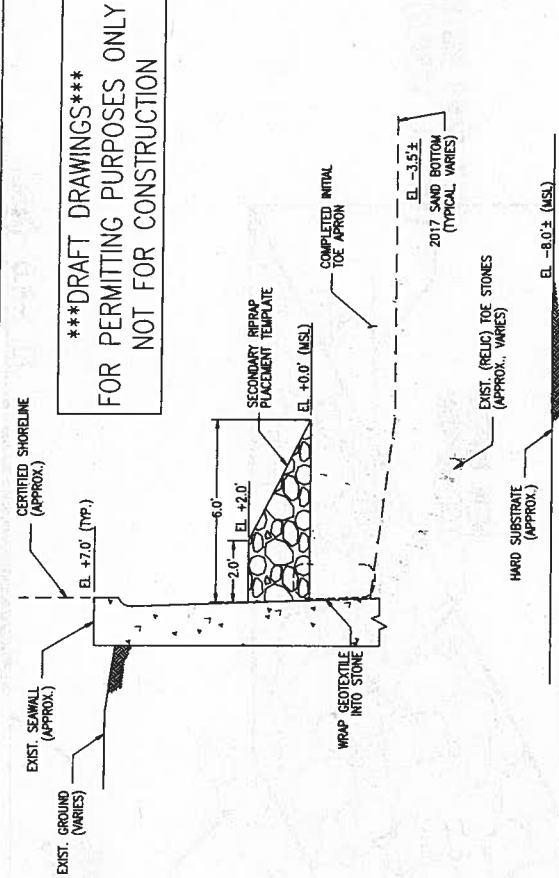 ***DRAFT DRAWINGS***
FOR PERMITTING PURPOSES ONLY
NOT FOR CONSTRUCTION
CERTIFIED SHORELINE
(APPROX.)
EL +7.0' (TYP.)
EXIST. SEAWALL
(APPROX.)
EXIST. GROUND
(VARIES)
SECONDARY RIPRAP
PLACEMENT TEMPLATE
6.0'
2.0'
EL +2.0'
EL +0.0' (MSL)
COMPLETED INITIAL
TOE APRON
WRAP GEOTEXTILE
INTO STONE
EL -3.5'±
2017 SAND BOTTOM
(TYPICAL, VARIES)
EXIST. (RELIC) TOE STONES
(APPROX., VARIES)
HARD SUBSTRATE
(APPROX.)
EL -8.0'± (MSL)